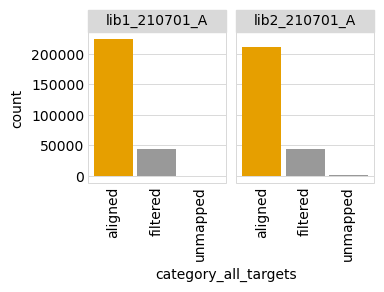 lib1_210701_A
lib2_210701_A
count
200000
150000
100000
50000
0
aligned
filtered
unmapped
aligned
filtered
unmapped
category_all_targets